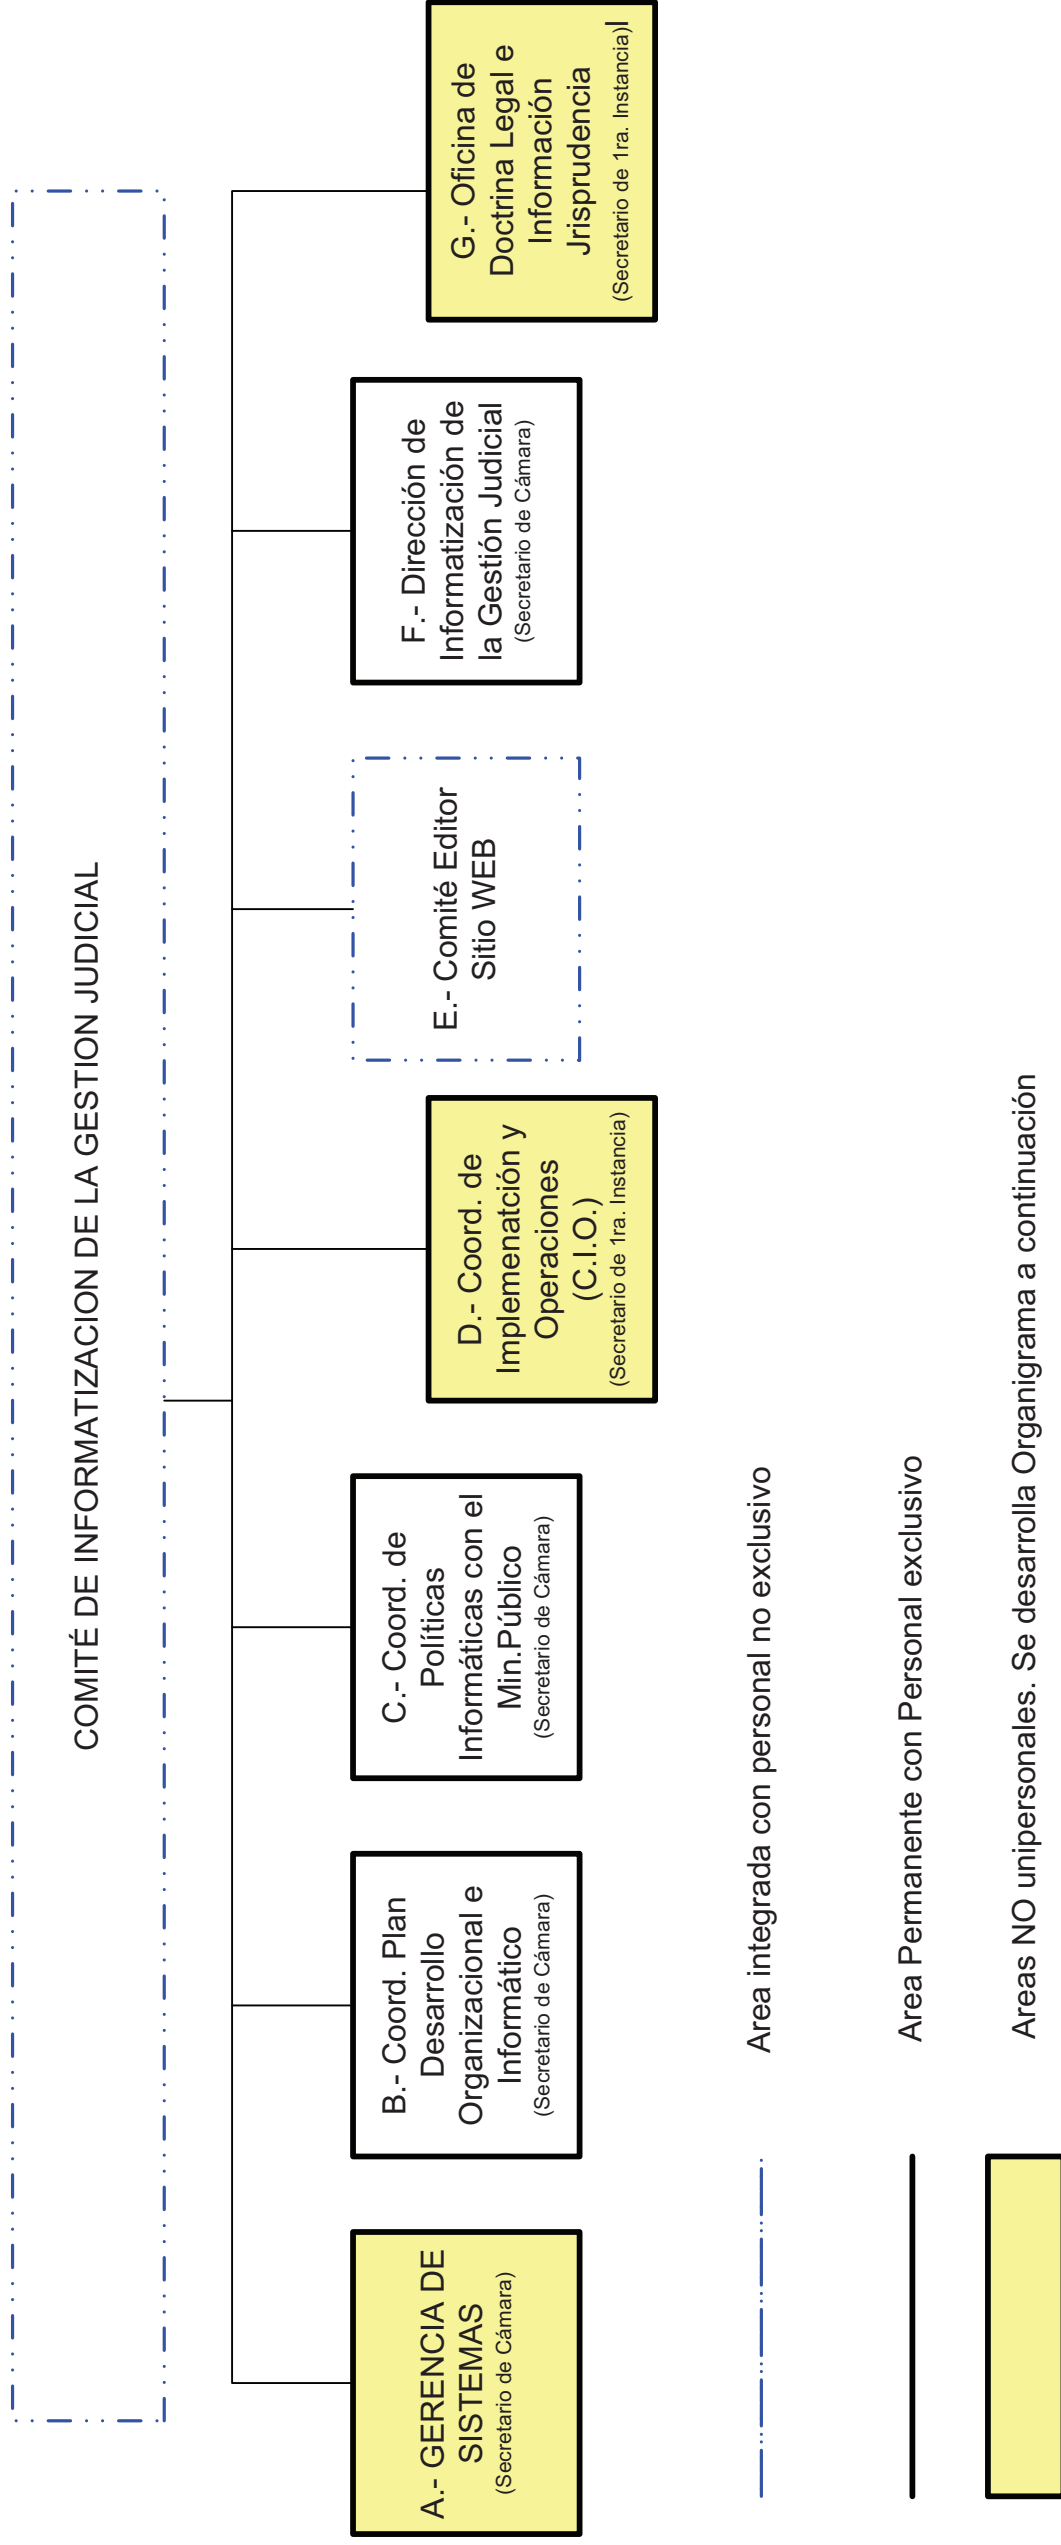 COMITÉ DE INFORMATIZACION DE LA GESTION JUDICIAL
A.- GERENCIA DE
SISTEMAS
(Secretario de Cámara)
B.- Coord. Plan
Desarrollo
Organizacional e
Informático
(Secretario de Cámara)
C.- Coord. de
Políticas
Informáticas con el
Min.Público
(Secretario de Cámara)
D.- Coord. de
Implemenatción y
Operaciones
(C.I.O.)
(Secretario de 1ra. Instancia)
E.- Comité Editor
Sitio WEB
F.- Dirección de
Informatización de
la Gestión Judicial
(Secretario de Cámara)
G.- Oficina de
Doctrina Legal e
Información
Jrisprudencia
(Secretario de 1ra. Instancia)l
Area integrada con personal no exclusivo
Area Permanente con Personal exclusivo
Areas NO unipersonales. Se desarrolla Organigrama a continuación